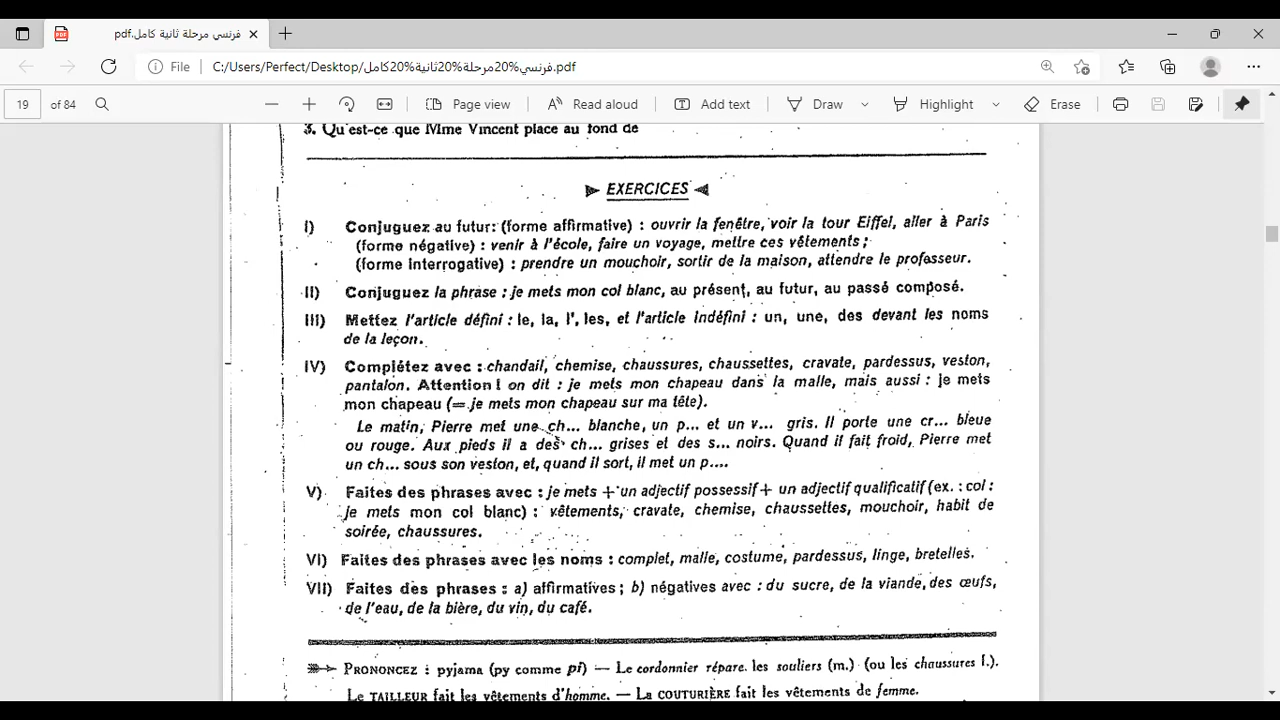 فرنسي مرحلة ثانية كامل.pdf
File C:/Users/Perfect/Desktop/فرنسي%20مرحلة%20ثانية%20كامل.pdf
19 of 84 Page view Read aloud Add text Draw Highlight Erase
3. Qu'est-ce que Mme Vincent place au fond de
EXERCICES
I) Conjuguez au futur: (forme affirmative) : ouvrir la fenêtre, voir la tour Eiffel, aller à Paris
(forme négative) : venir à l'école, faire un voyage, mettre ces vêtements ;
(forme interrogative) : prendre un mouchoir, sortir de la maison, attendre le professeur.
II) Conjuguez la phrase : je mets mon col blanc, au présent, au futur, au passé composé.
III) Mettez l'article défini : le, la, l', les, et l'article indéfini : un, une, des devant les noms
de la leçon.
IV) Complétez avec : chandail, chemise, chaussures, chaussettes, cravate, pardessus, veston,
pantalon. Attention ! on dit : je mets mon chapeau dans la malle, mais aussi : je mets
mon chapeau (= je mets mon chapeau sur ma tête).
Le matin, Pierre met une ch... blanche, un p... et un v... gris. Il porte une cr... bleue
ou rouge. Aux pieds il a des ch... grises et des s... noirs. Quand il fait froid, Pierre met
un ch... sous son veston, et, quand il sort, il met un p....
V) Faites des phrases avec : je mets + un adjectif possessif + un adjectif qualificatif (ex. : col :
je mets mon col blanc) : vêtements, cravate, chemise, chaussettes, mouchoir, habit de
soirée, chaussures.
VI) Faites des phrases avec les noms : complet, malle, costume, pardessus, linge, bretelles.
VII) Faites des phrases : a) affirmatives ; b) négatives avec : du sucre, de la viande, des œufs,
de l'eau, de la bière, du vin, du café.
PRONONCEZ : pyjama (py comme pi) — Le cordonnier répare les souliers (m.) (ou les chaussures f.).
Le TAILLEUR fait les vêtements d'homme. — La COUTURIÈRE fait les vêtements de femme.